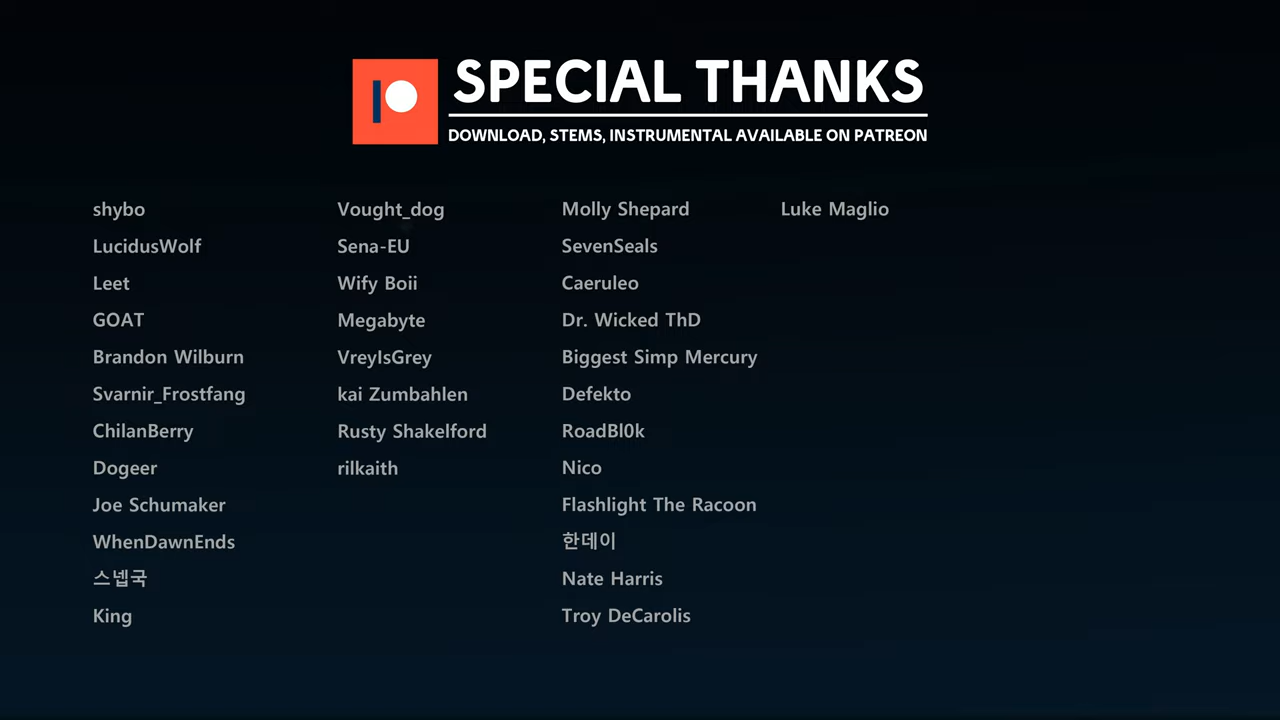 SPECIAL THANKS
DOWNLOAD, STEMS, INSTRUMENTAL AVAILABLE ON PATREON
shybo
LucidusWolf
Leet
GOAT
Brandon Wilburn
Svarnir_Frostfang
ChilanBerry
Dogeer
Joe Schumaker
WhenDawnEnds
스넵국
King
Vought_dog
Sena-EU
Wify Boii
Megabyte
VreyIsGrey
kai Zumbahlen
Rusty Shakelford
rilkaith
Molly Shepard
SevenSeals
Caeruleo
Dr. Wicked ThD
Biggest Simp Mercury
Defekto
RoadBl0k
Nico
Flashlight The Racoon
한데이
Nate Harris
Troy DeCarolis
Luke Maglio